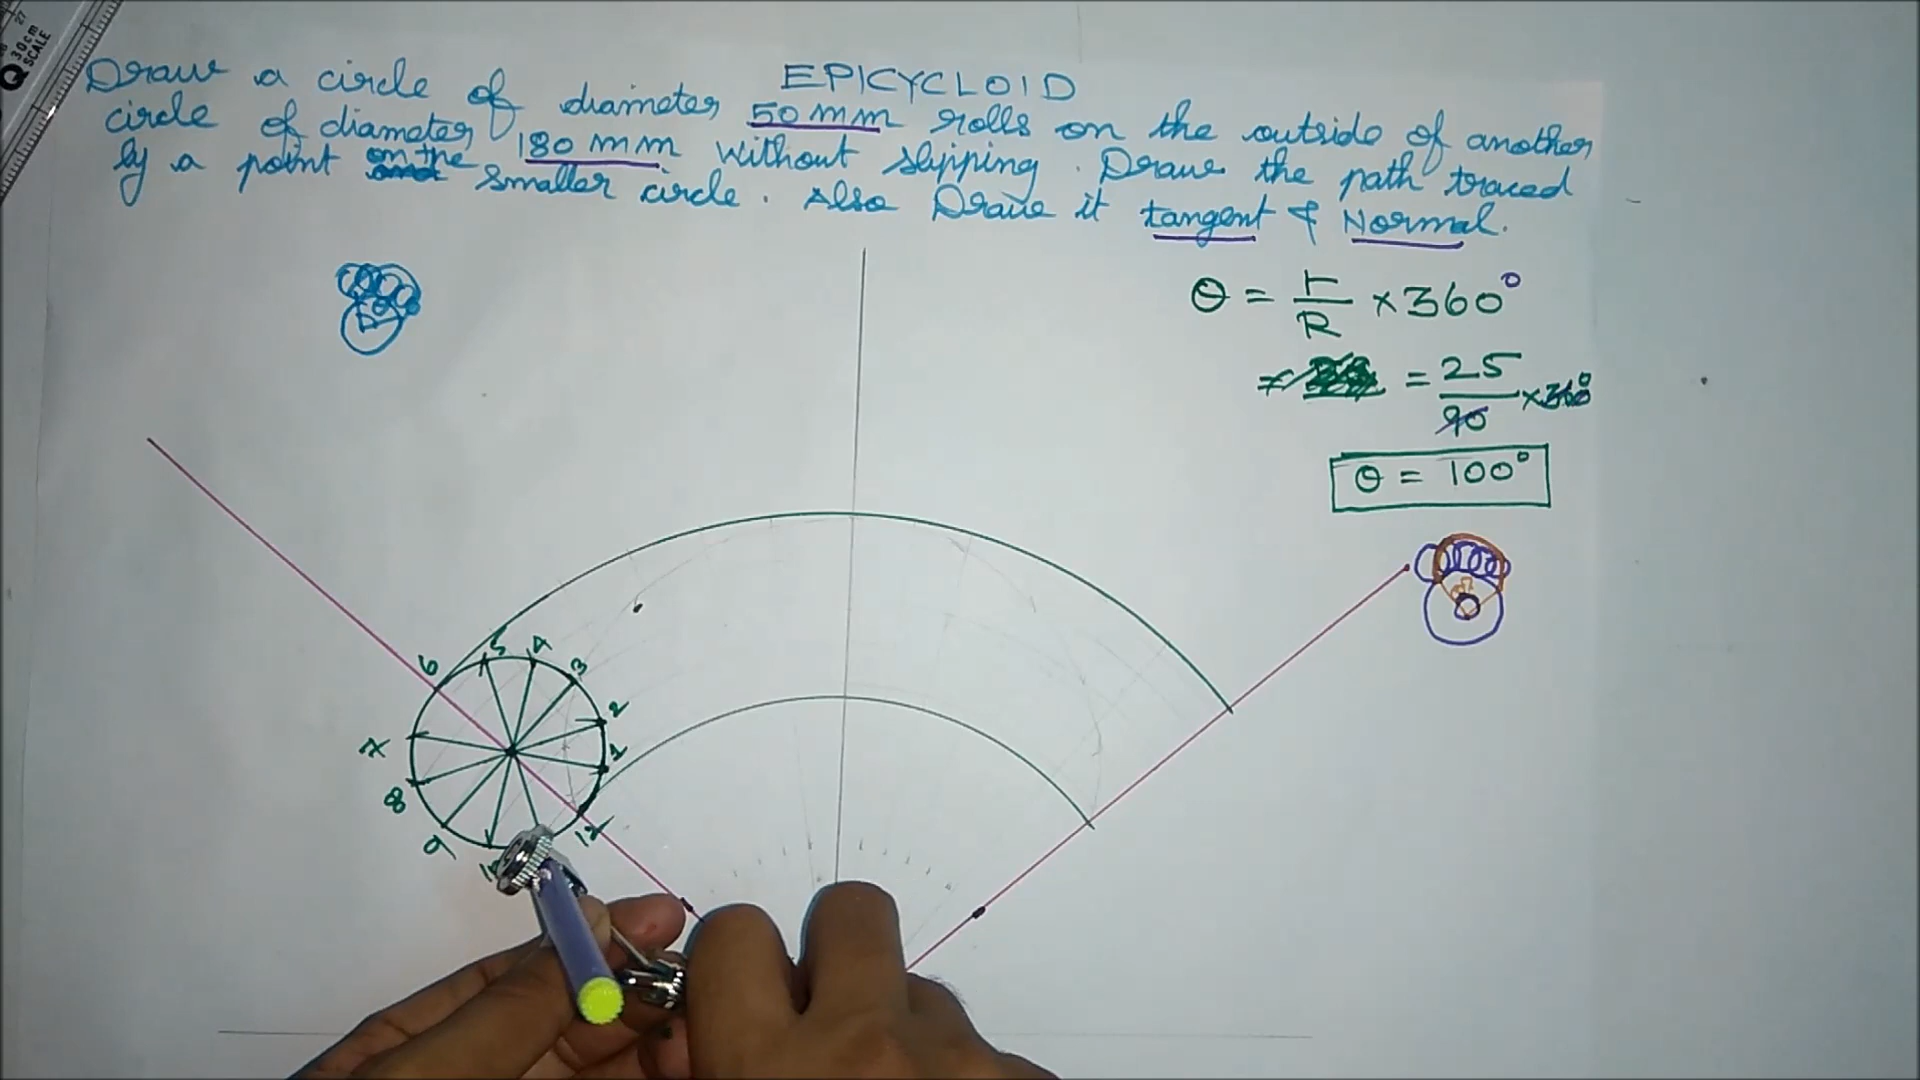 EPICYCLOID
Draw a circle of diameter 50 mm rolls on the outside of another
circle of diameter 180 mm without slipping. Draw the path traced
by a point on the smaller circle. Also Draw it tangent & Normal.
θ = r/R ×360°
= = 25/90 ×360°
θ = 100°
6 5 4 3
2
7 1
8
9 12
30cm
SCALE
27